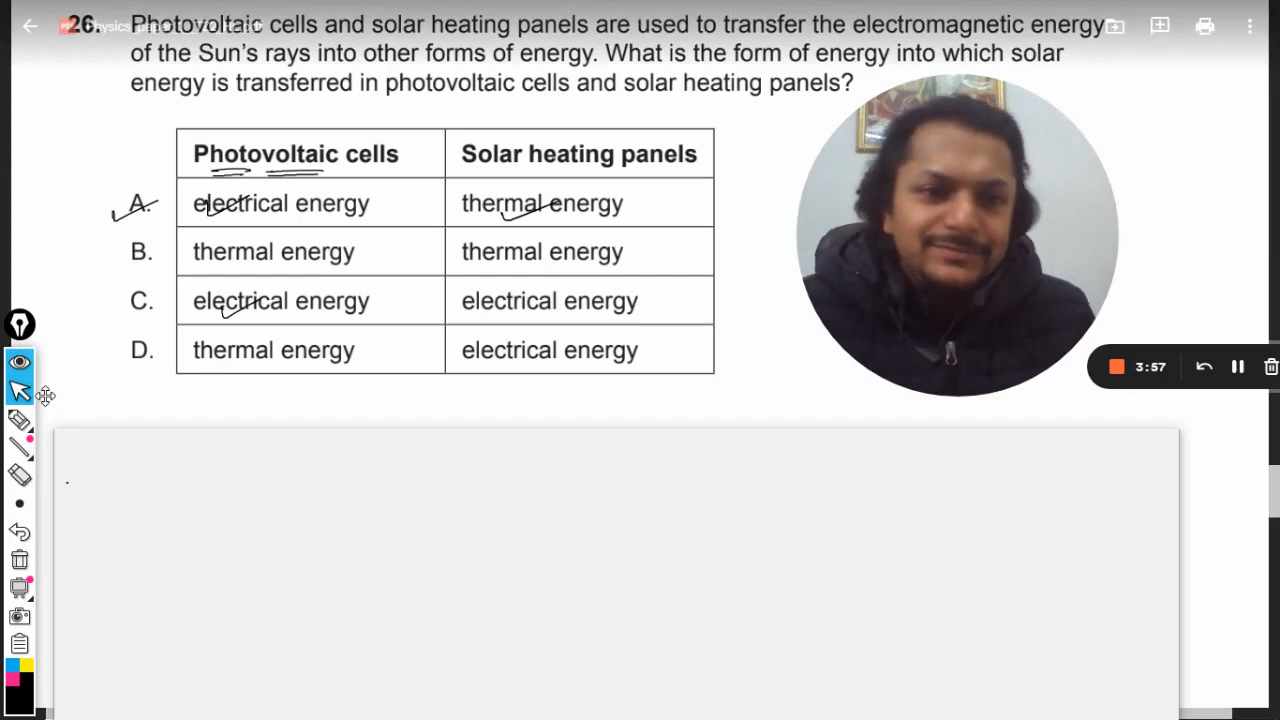 26. Photovoltaic cells and solar heating panels are used to transfer the electromagnetic energy
of the Sun's rays into other forms of energy. What is the form of energy into which solar
energy is transferred in photovoltaic cells and solar heating panels?
Photovoltaic cells Solar heating panels
A. electrical energy thermal energy
B. thermal energy thermal energy
C. electrical energy electrical energy
D. thermal energy electrical energy
3:57